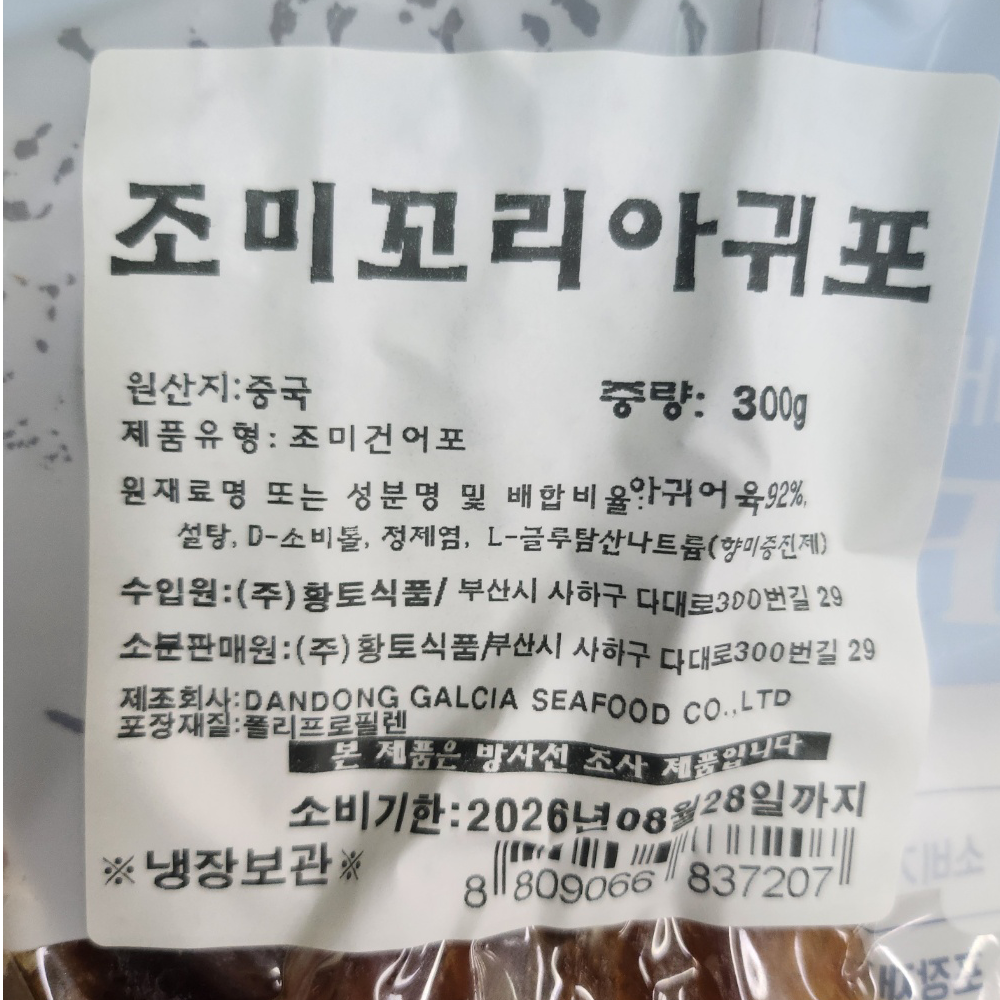 조미꼬리아귀포
원산지:중국
중량: 300g
제품유형: 조미건어포
원재료명 또는 성분명 및 배합비율:아귀어육92%,
설탕, D-소비톨, 정제염, L-글루탐산나트륨(향미증진제)
수입원:(주)황토식품/ 부산시 사하구 다대로300번길 29
소분판매원:(주)황토식품/부산시 사하구 다대로300번길 29
제조회사:DANDONG GALCIA SEAFOOD CO.,LTD
포장재질:폴리프로필렌
본 제품은 방사선 조사 제품입니다
소비기한:2026년08월28일까지
※냉장보관※
8 809066 837207